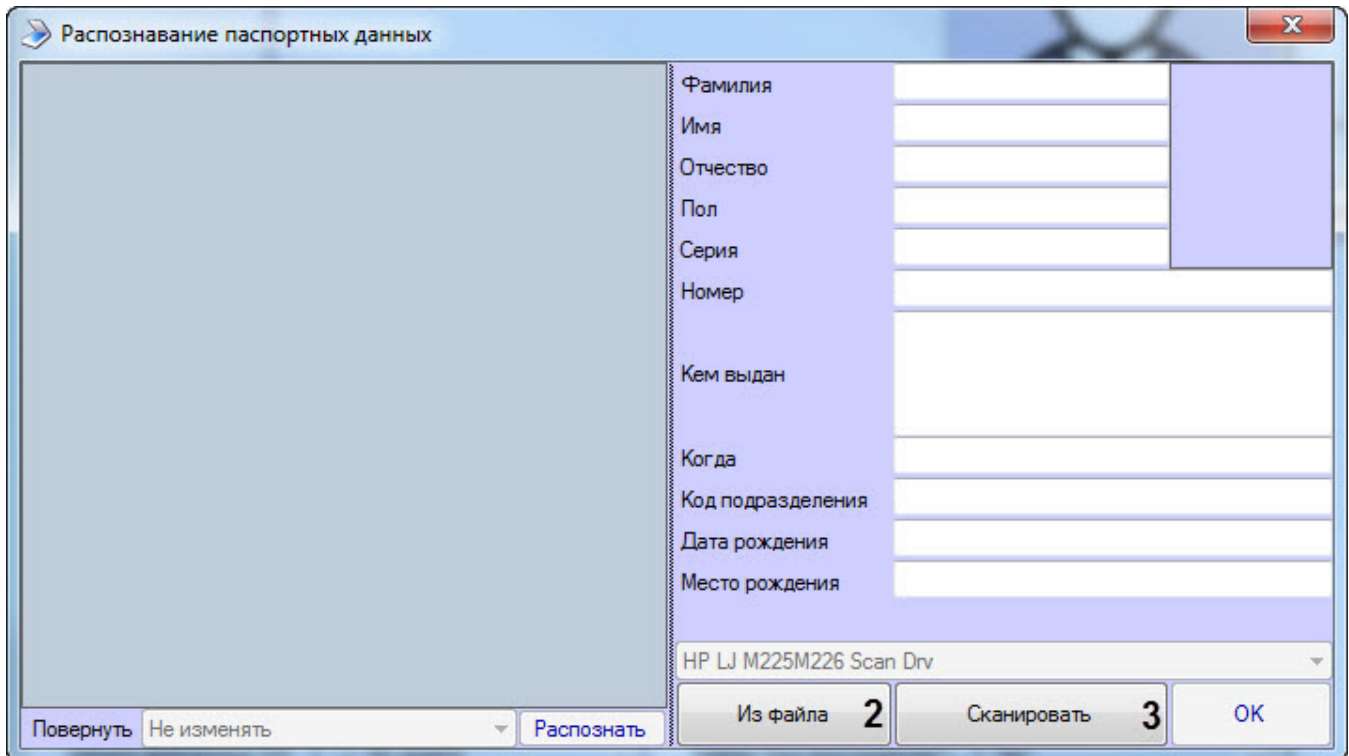 Распознавание паспортных данных
Фамилия
Имя
Отчество
Пол
Серия
Номер
Кем выдан
Когда
Код подразделения
Дата рождения
Место рождения
HP LJ M225M226 Scan Drv
Из файла 2 Сканировать 3 OK
Повернуть Не изменять Распознать